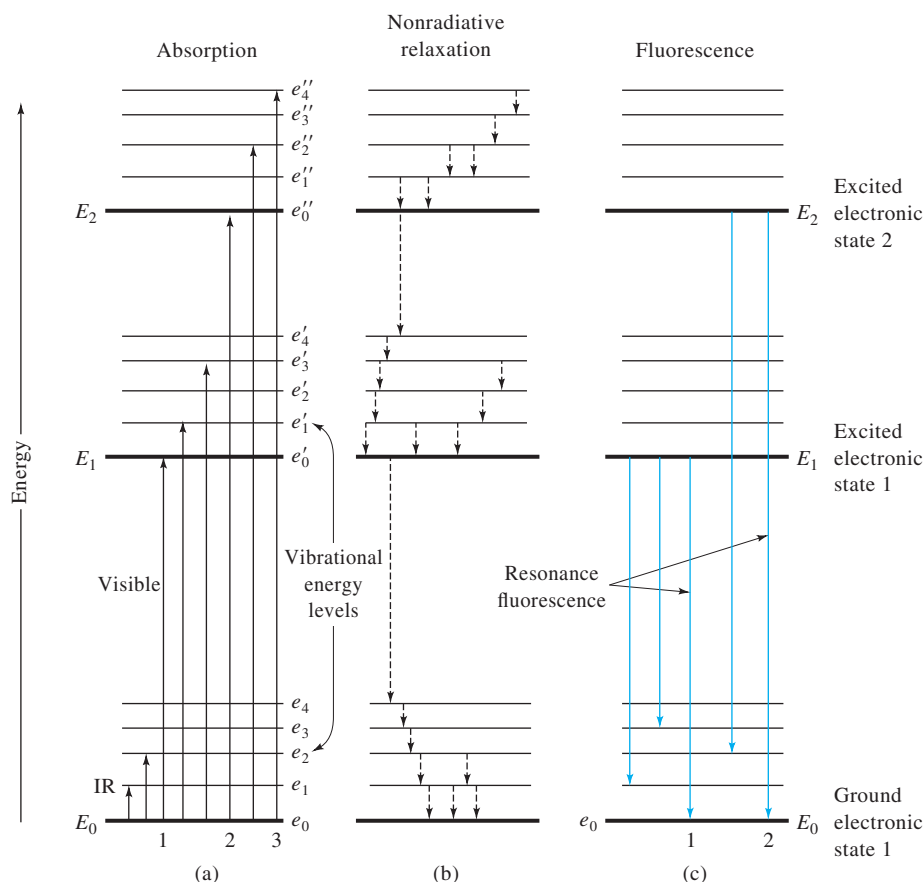 Absorption
Nonradiative
relaxation
Fluorescence
Energy
e₄″
e₃″
e₂″
e₁″
E₂
e₀″
E₂
Excited
electronic
state 2
e₄′
e₃′
e₂′
e₁′
E₁
e₀′
E₁
Excited
electronic
state 1
Visible
Vibrational
energy
levels
Resonance
fluorescence
e₄
e₃
e₂
IR
e₁
E₀
e₀
e₀
E₀
Ground
electronic
state 1
1
2
3
1
2
(a)
(b)
(c)